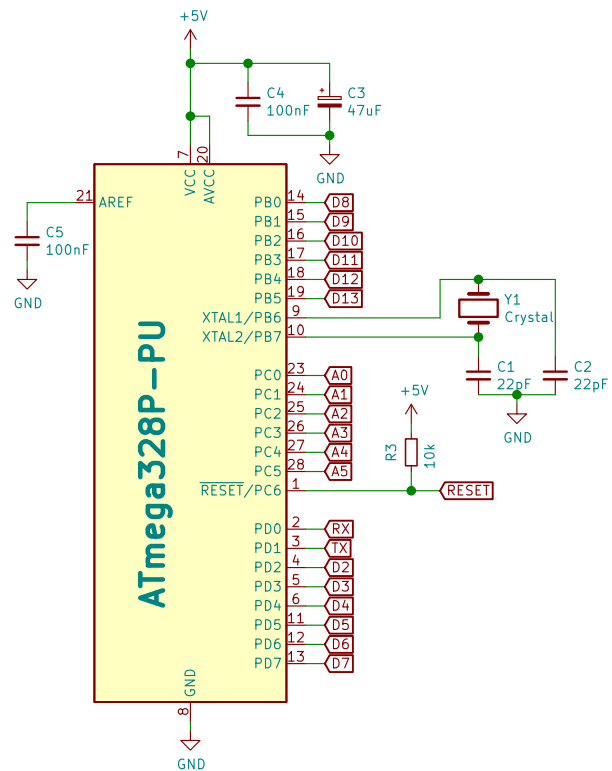 +5V
C4
100nF
C3
47uF
GND
7
20
VCC
AVCC
21
AREF
C5
100nF
GND
PB0 14 D8
PB1 15 D9
PB2 16 D10
PB3 17 D11
PB4 18 D12
PB5 19 D13
XTAL1/PB6 9
XTAL2/PB7 10
Y1
Crystal
C1
22pF
C2
22pF
GND
PC0 23 A0
PC1 24 A1
PC2 25 A2
PC3 26 A3
PC4 27 A4
PC5 28 A5
RESET/PC6 1
+5V
R3
10k
RESET
ATmega328P-PU
PD0 2 RX
PD1 3 TX
PD2 4 D2
PD3 5 D3
PD4 6 D4
PD5 11 D5
PD6 12 D6
PD7 13 D7
GND
8
GND